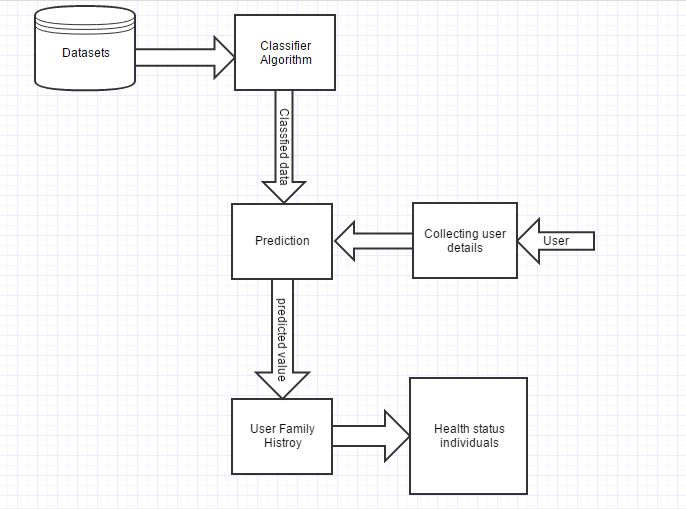 Datasets
Classifier
Algorithm
Classfied data
Prediction
Collecting user
details
User
predicted value
User Family
Histroy
Health status
individuals